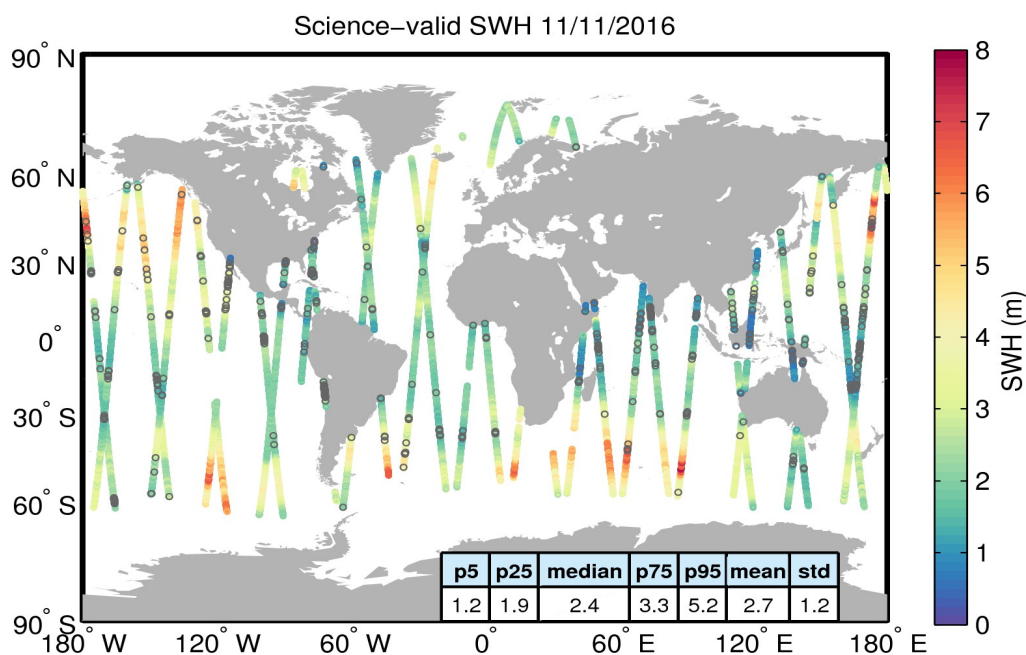 Science−valid SWH 11/11/2016
90° N
60° N
30° N
0°
30° S
60° S
90° S
180° W
120° W
60° W
0°
60° E
120° E
180° E
8
7
6
5
4
3
2
1
0
SWH (m)
p5 p25 median p75 p95 mean std
1.2 1.9 2.4 3.3 5.2 2.7 1.2